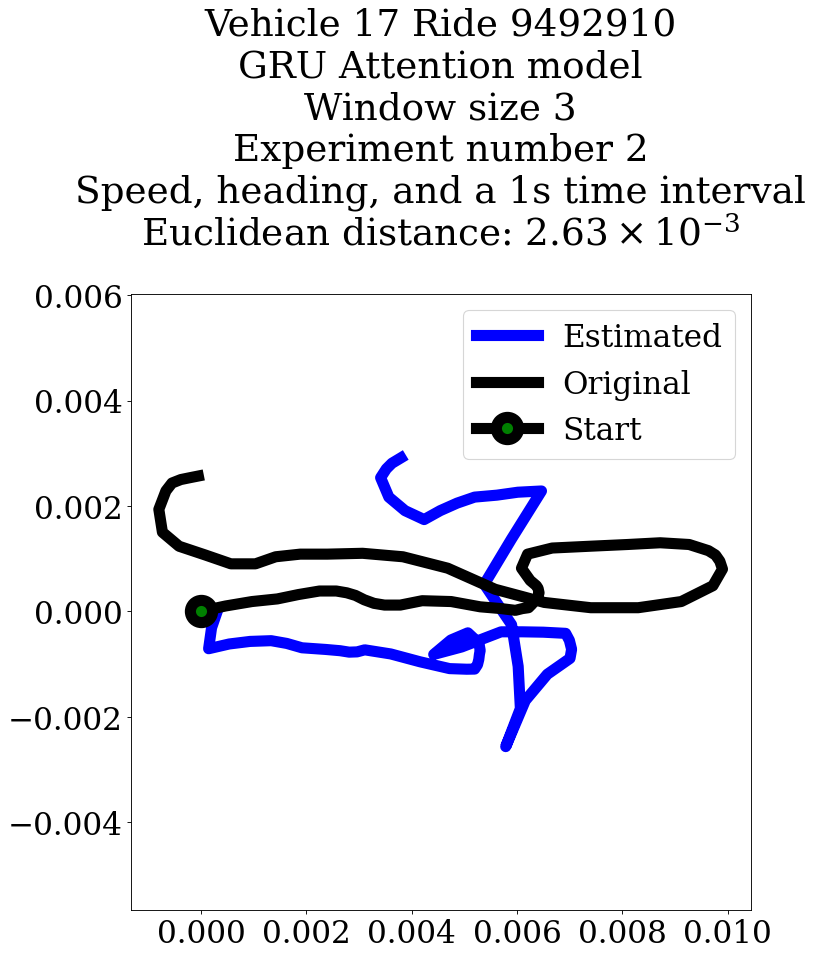 Vehicle 17 Ride 9492910
GRU Attention model
Window size 3
Experiment number 2
Speed, heading, and a 1s time interval
Euclidean distance: 2.63 × 10⁻³
Estimated
Original
Start
0.006
0.004
0.002
0.000
−0.002
−0.004
0.000 0.002 0.004 0.006 0.008 0.010